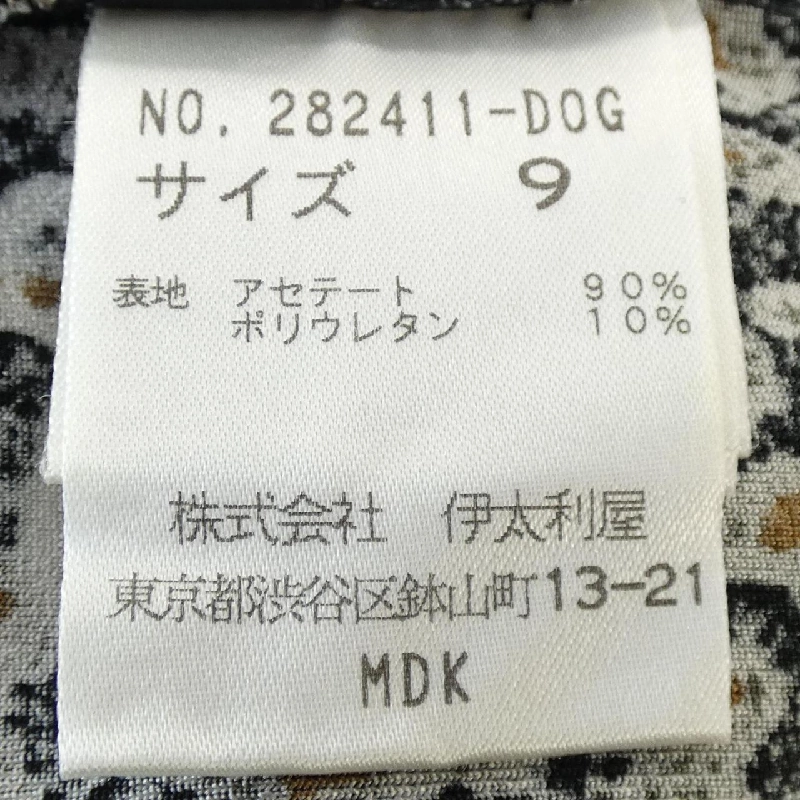 NO. 282411-DOG
サイズ 9
表地 アセテート 90%
ポリウレタン 10%
株式会社 伊太利屋
東京都渋谷区鉢山町13-21
MDK